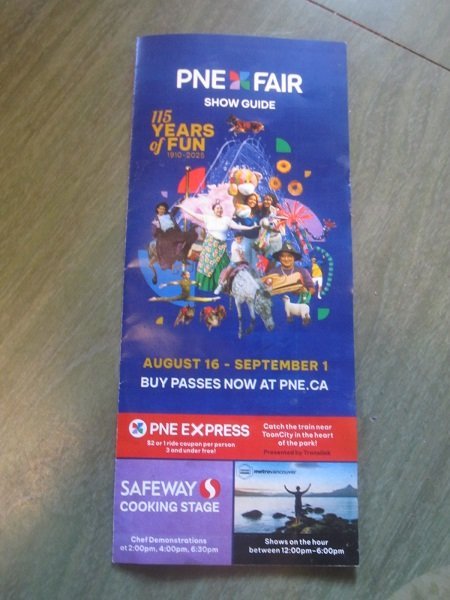 PNE FAIR
SHOW GUIDE
115
YEARS
of FUN
1910-2025
AUGUST 16 - SEPTEMBER 1
BUY PASSES NOW AT PNE.CA
PNE EXPRESS
$2 or 1 ride coupon per person
3 and under free!
Catch the train near
ToonCity in the heart
of the park!
Presented by Translink
SAFEWAY
COOKING STAGE
Chef Demonstrations
at 2:00pm, 4:00pm, 6:30pm
metrovancouver
Shows on the hour
between 12:00pm-6:00pm